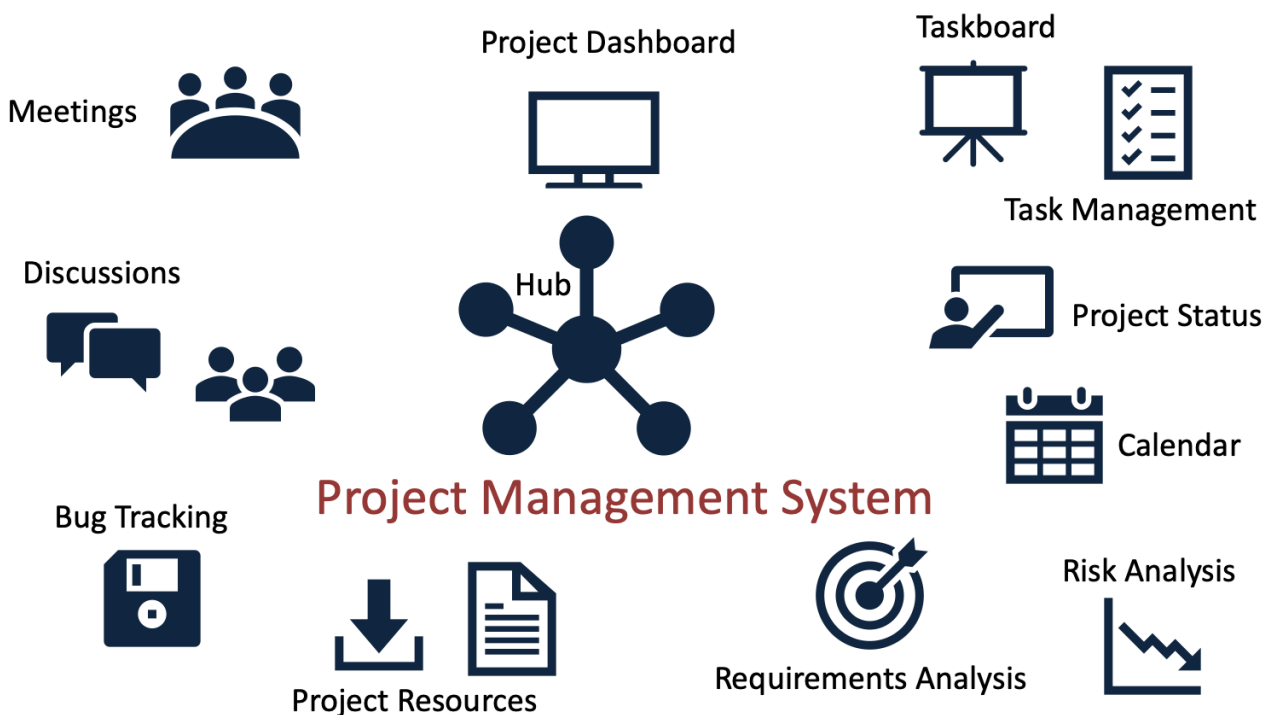 Project Dashboard
Taskboard
Meetings
Task Management
Discussions
Hub
Project Status
Calendar
Project Management System
Bug Tracking
Risk Analysis
Requirements Analysis
Project Resources